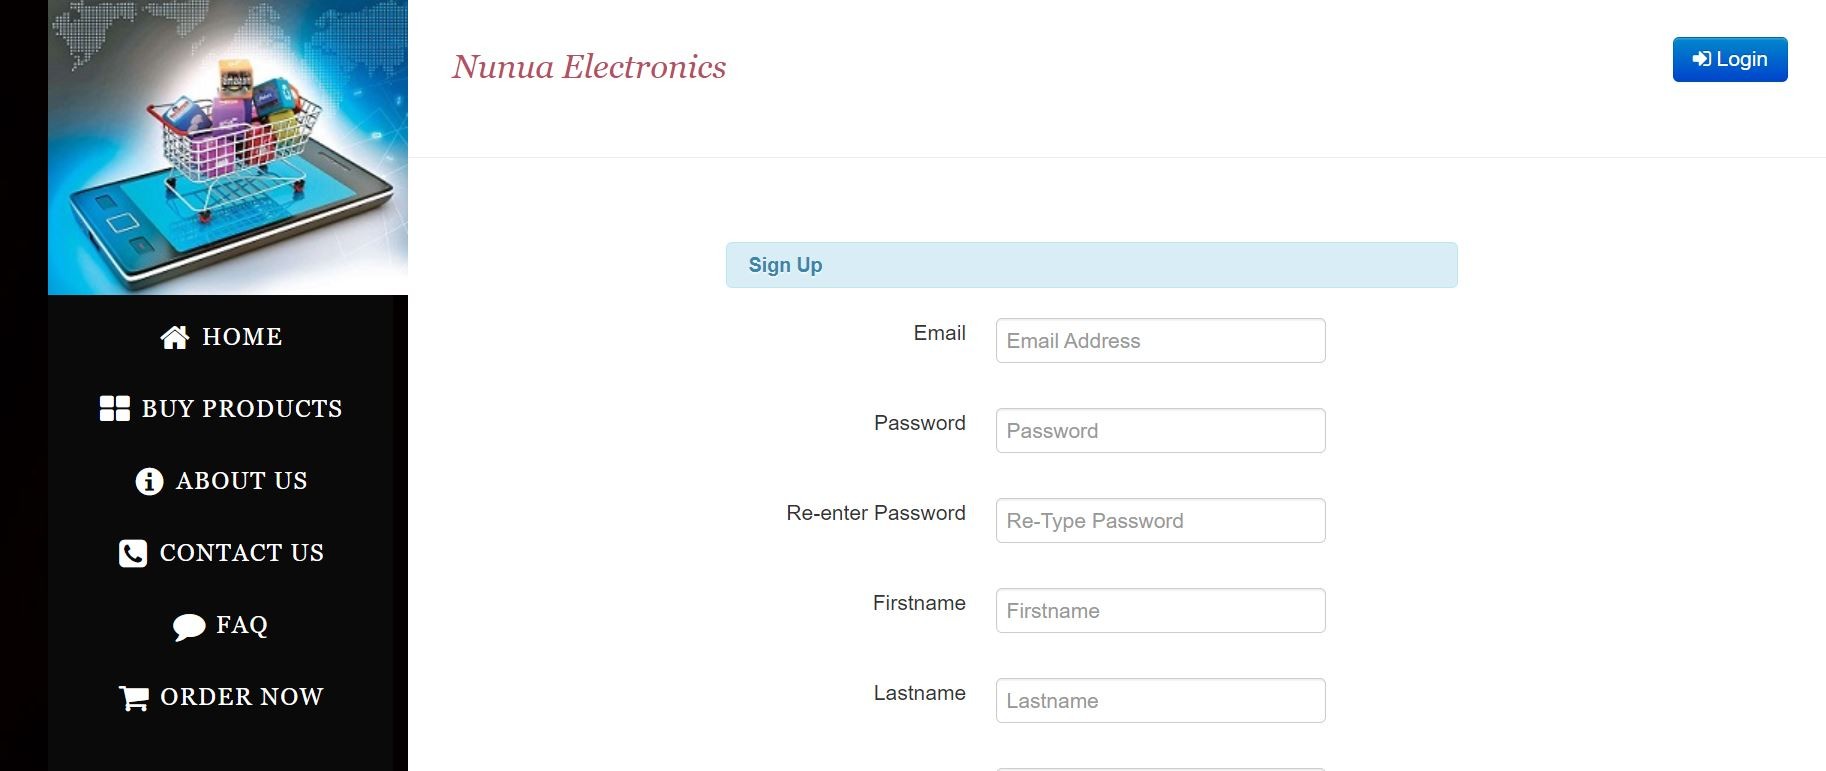 Nunua Electronics
Login
HOME
BUY PRODUCTS
ABOUT US
CONTACT US
FAQ
ORDER NOW
Sign Up
Email
Email Address
Password
Password
Re-enter Password
Re-Type Password
Firstname
Firstname
Lastname
Lastname